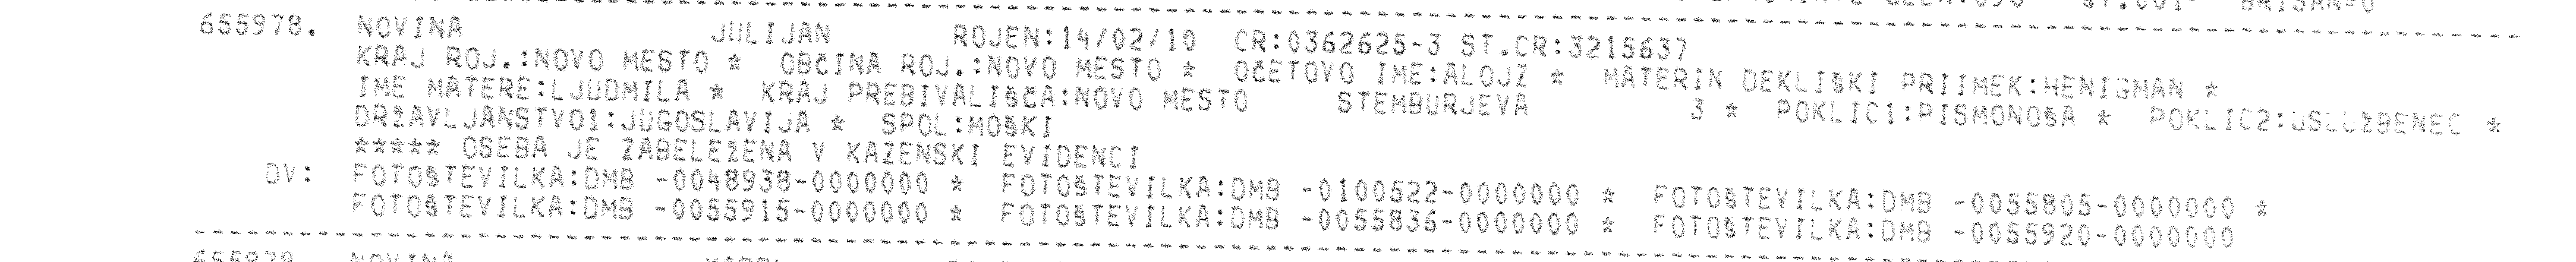 655978. NOVINA JULIJAN ROJEN:14/02/10 CR:0362625-3 ST.CR:3215637
KRAJ ROJ.:NOVO MESTO * OBČINA ROJ.:NOVO MESTO * OČETOVO IME:ALOJZ * MATERIN DEKLIŠKI PRIIMEK:HENIGMAN *
IME MATERE:LJUDMILA * KRAJ PREBIVALIŠČA:NOVO MESTO STEMBURJEVA 3 * POKLIC1:PISMONOŠA * POKLIC2:USLUŽBENEC *
DRŽAVLJANSTVO1:JUGOSLAVIJA * SPOL:MOŠKI
***** OSEBA JE ZABELEŽENA V KAZENSKI EVIDENCI
DV: FOTOŠTEVILKA:DMB -0048938-0000000 * FOTOŠTEVILKA:DMB -0100522-0000000 * FOTOŠTEVILKA:DMB -0055805-0000000 *
FOTOŠTEVILKA:DMB -0055915-0000000 * FOTOŠTEVILKA:DMB -0055836-0000000 * FOTOŠTEVILKA:DMB -0055920-0000000
NOVINA